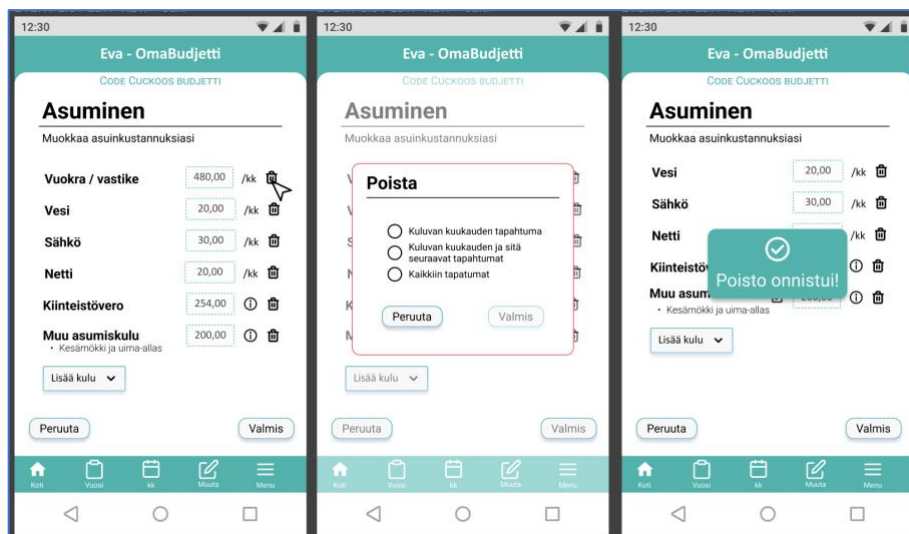 12:30
Eva - OmaBudjetti
CODE CUCKOOS BUDJETTI
Asuminen
Muokkaa asuinkustannuksiasi
Vuokra / vastike 480,00 /kk
Vesi 20,00 /kk
Sähkö 30,00 /kk
Netti 20,00 /kk
Kiinteistövero 254,00
Muu asumiskulu 200,00
• Kesämökki ja uima-allas
Lisää kulu
Peruuta Valmis
Koti Vuosi kk Muuta Menu
12:30
Eva - OmaBudjetti
CODE CUCKOOS BUDJETTI
Asuminen
Muokkaa asuinkustannuksiasi
Poista
Kuluvan kuukauden tapahtuma
Kuluvan kuukauden ja sitä
seuraavat tapahtumat
Kaikkiin tapatumat
Peruuta Valmis
Lisää kulu
Peruuta Valmis
Koti Vuosi kk Muuta Menu
12:30
Eva - OmaBudjetti
CODE CUCKOOS BUDJETTI
Asuminen
Muokkaa asuinkustannuksiasi
Vesi 20,00 /kk
Sähkö 30,00 /kk
Netti /kk
Kiinteistöv
Poisto onnistui!
Muu asum
• Kesämökki ja uima-allas
Lisää kulu
Peruuta Valmis
Koti Vuosi kk Muuta Menu